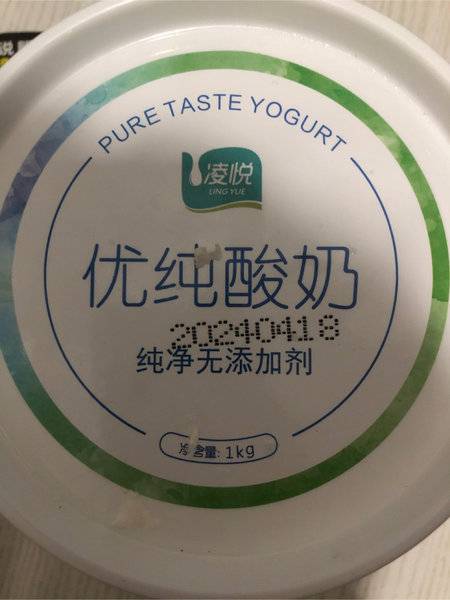 PURE TASTE YOGURT
凌悦
LING YUE
优纯酸奶
20240418
纯净无添加剂
净含量: 1kg